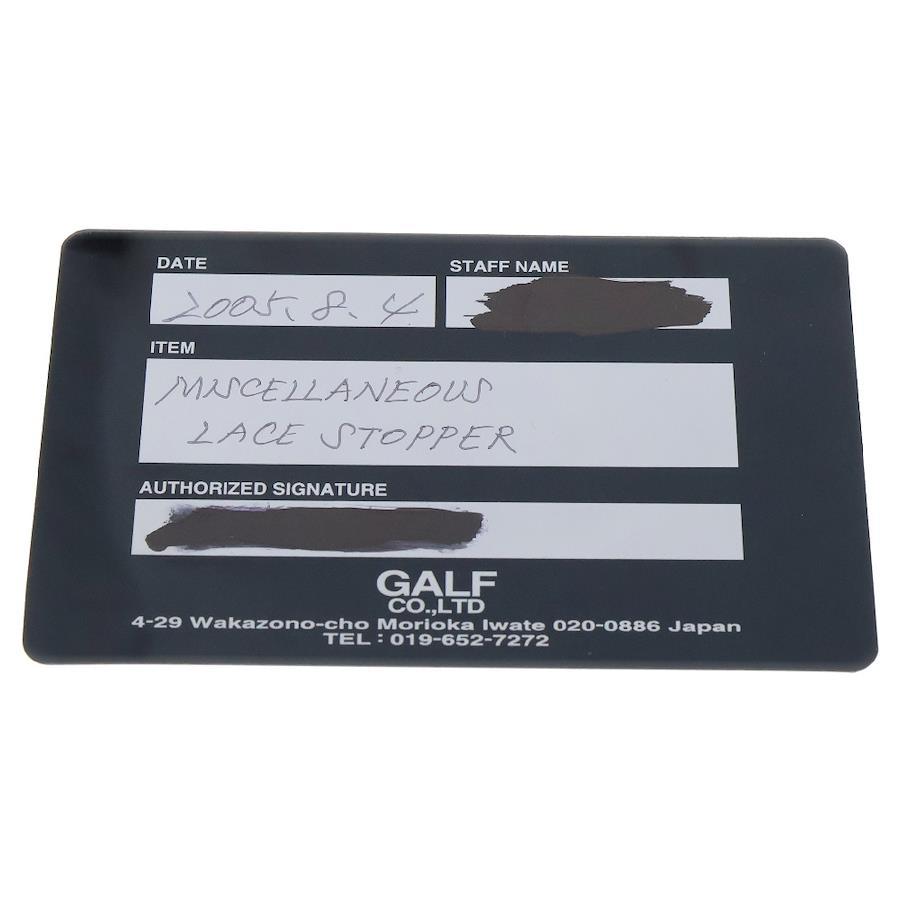 DATE
2005. 8. 4
STAFF NAME
ITEM
MISCELLANEOUS
LACE STOPPER
AUTHORIZED SIGNATURE
GALF
CO.,LTD
4-29 Wakazono-cho Morioka Iwate 020-0886 Japan
TEL : 019-652-7272